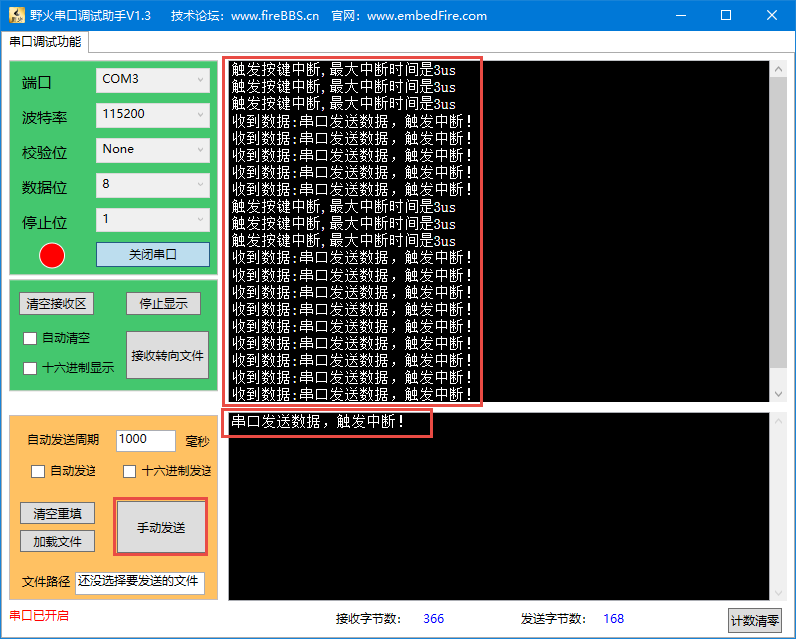 野火串口调试助手V1.3 技术论坛：www.fireBBS.cn 官网：www.embedFire.com
串口调试功能
端口 COM3
波特率 115200
校验位 None
数据位 8
停止位 1
关闭串口
清空接收区 停止显示
自动清空
十六进制显示
接收转向文件
自动发送周期 1000 毫秒
自动发送 十六进制发送
清空重填
加载文件
手动发送
文件路径 还没选择要发送的文件
串口已开启
触发按键中断,最大中断时间是3us
触发按键中断,最大中断时间是3us
触发按键中断,最大中断时间是3us
收到数据:串口发送数据，触发中断！
收到数据:串口发送数据，触发中断！
收到数据:串口发送数据，触发中断！
收到数据:串口发送数据，触发中断！
收到数据:串口发送数据，触发中断！
触发按键中断,最大中断时间是3us
触发按键中断,最大中断时间是3us
触发按键中断,最大中断时间是3us
收到数据:串口发送数据，触发中断！
收到数据:串口发送数据，触发中断！
收到数据:串口发送数据，触发中断！
收到数据:串口发送数据，触发中断！
收到数据:串口发送数据，触发中断！
收到数据:串口发送数据，触发中断！
收到数据:串口发送数据，触发中断！
收到数据:串口发送数据，触发中断！
收到数据:串口发送数据，触发中断！
串口发送数据，触发中断！
接收字节数： 366 发送字节数： 168 计数清零